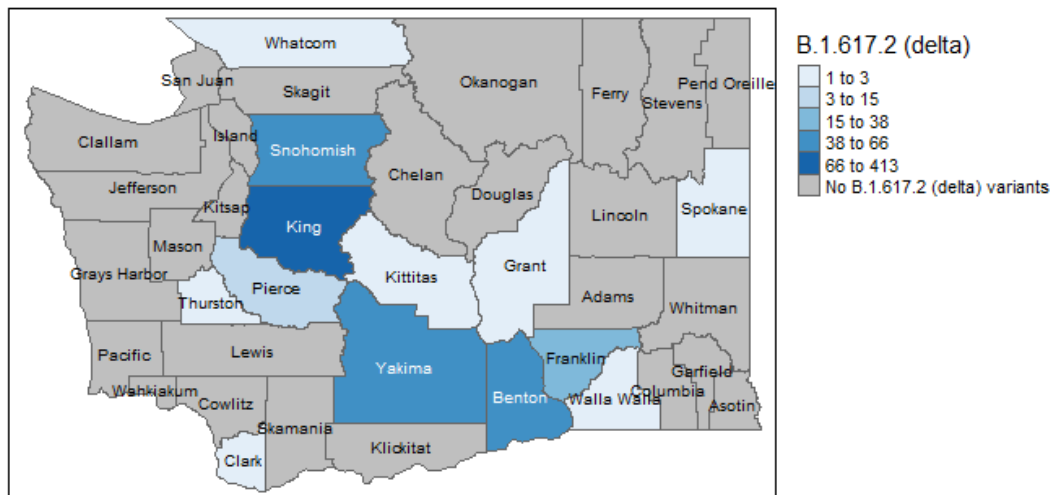 Whatcom
San Juan
Skagit
Okanogan
Ferry
Stevens
Pend Oreille
Clallam
Island
Snohomish
Chelan
Douglas
Jefferson
Kitsap
King
Lincoln
Spokane
Mason
Grays Harbor
Kittitas
Grant
Thurston
Pierce
Adams
Whitman
Pacific
Lewis
Yakima
Franklin
Wahkiakum
Cowlitz
Benton
Walla Walla
Columbia
Garfield
Asotin
Skamania
Klickitat
Clark
B.1.617.2 (delta)
1 to 3
3 to 15
15 to 38
38 to 66
66 to 413
No B.1.617.2 (delta) variants